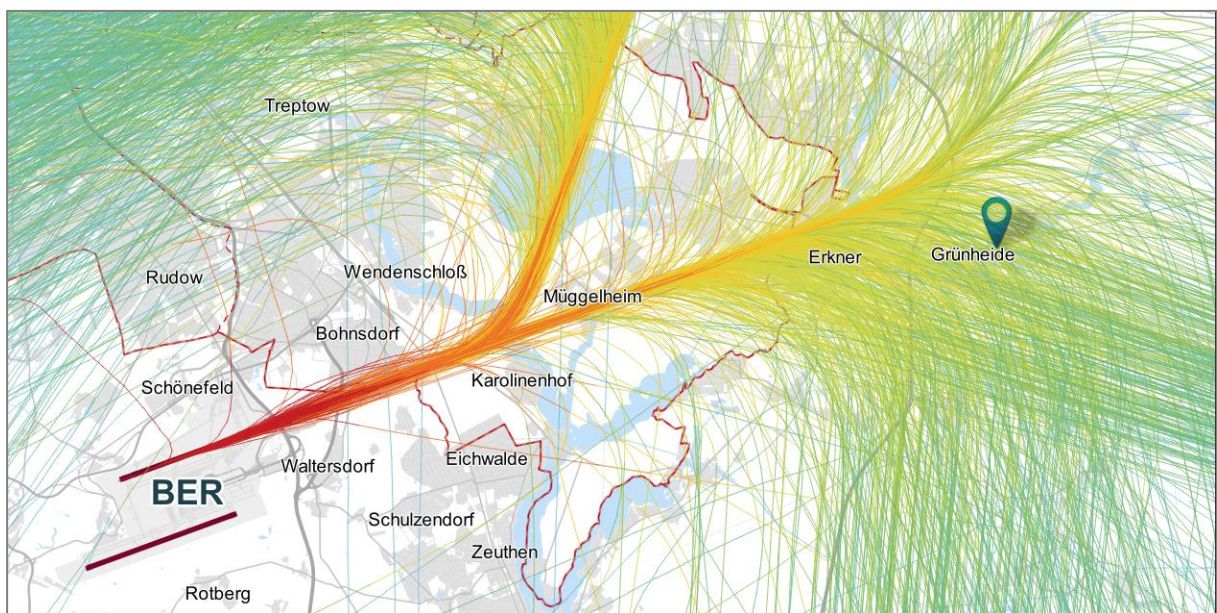 Treptow
Erkner
Grünheide
Rudow
Wendenschloß
Müggelheim
Bohnsdorf
Schönefeld
Karolinenhof
Waltersdorf
Eichwalde
BER
Schulzendorf
Zeuthen
Rotberg